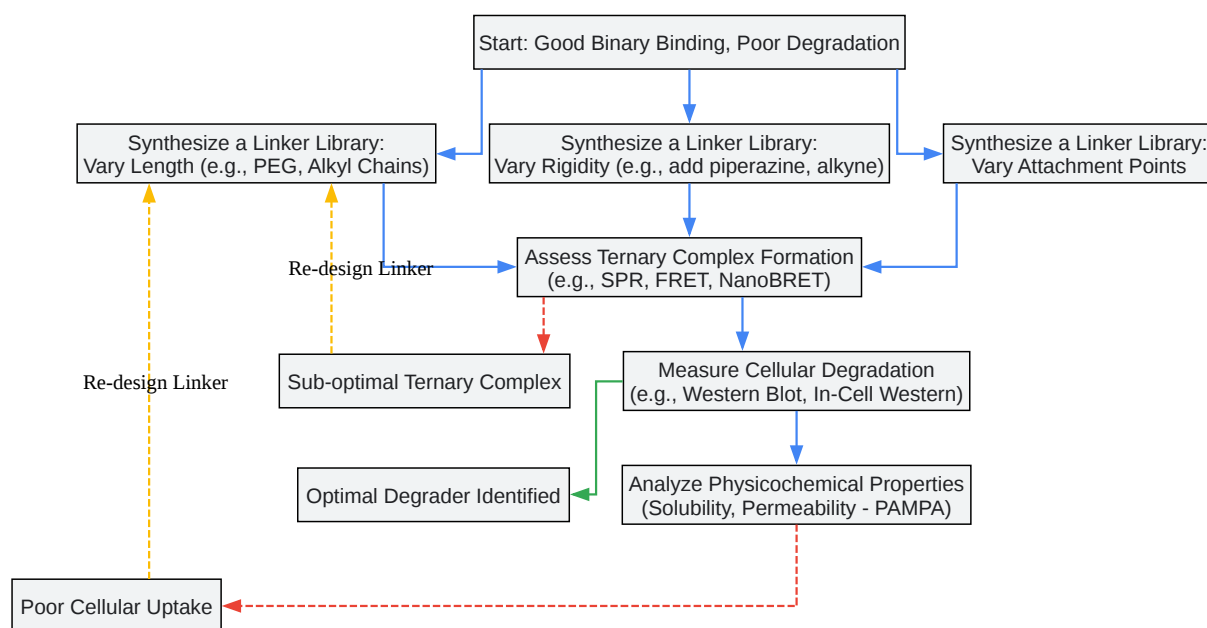 Start: Good Binary Binding, Poor Degradation
Synthesize a Linker Library:
Vary Length (e.g., PEG, Alkyl Chains)
Synthesize a Linker Library:
Vary Rigidity (e.g., add piperazine, alkyne)
Synthesize a Linker Library:
Vary Attachment Points
Assess Ternary Complex Formation
(e.g., SPR, FRET, NanoBRET)
Re-design Linker
Sub-optimal Ternary Complex
Measure Cellular Degradation
(e.g., Western Blot, In-Cell Western)
Re-design Linker
Optimal Degrader Identified
Analyze Physicochemical Properties
(Solubility, Permeability - PAMPA)
Poor Cellular Uptake